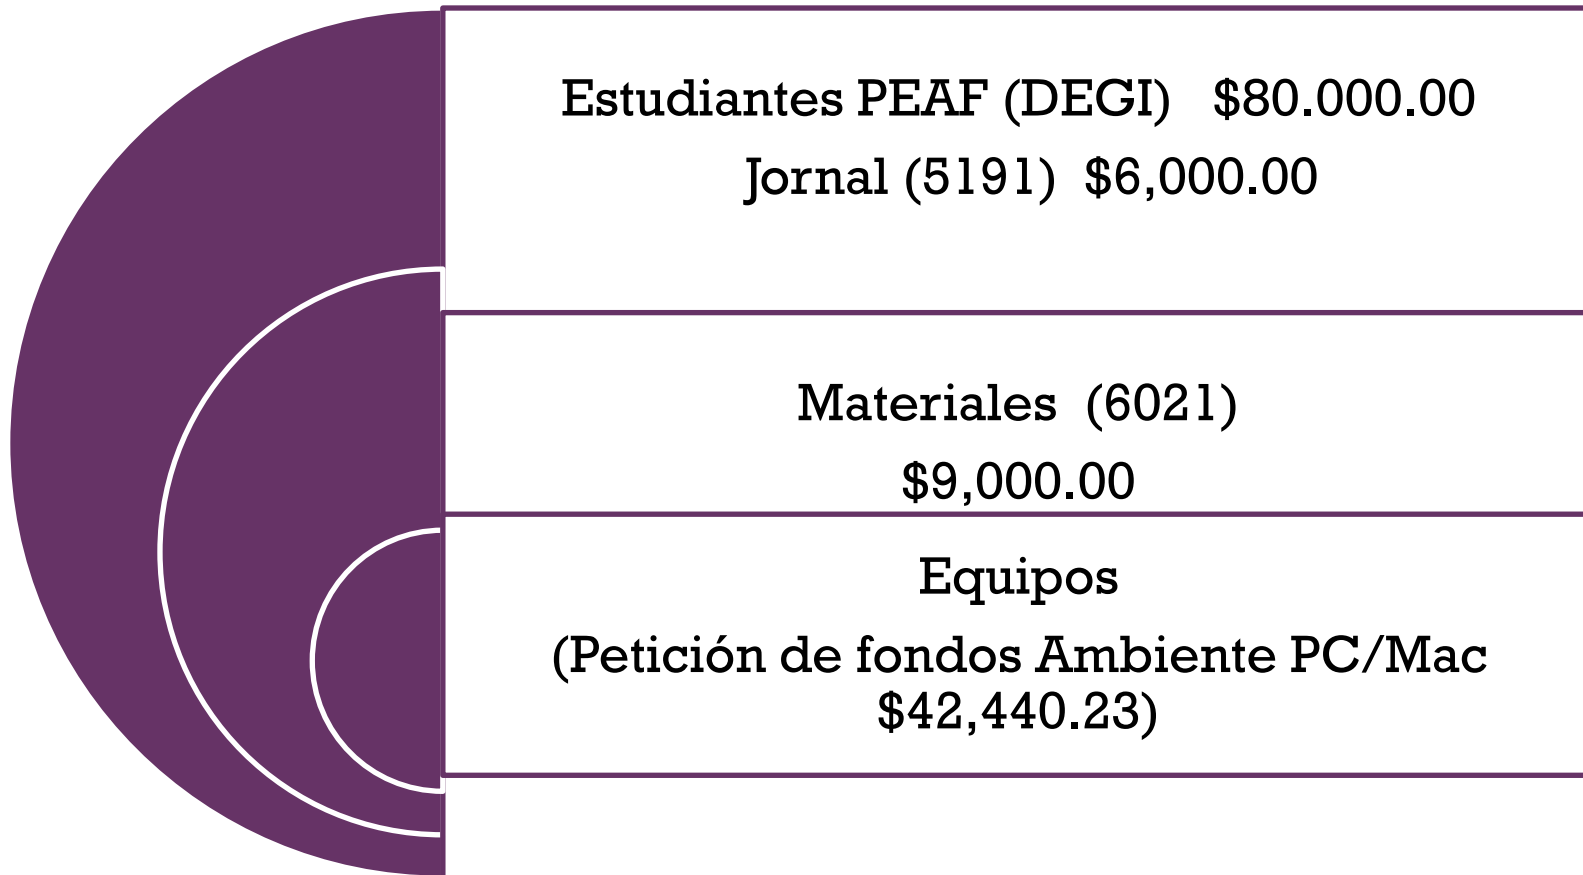 Estudiantes PEAF (DEGI) $80.000.00
Jornal (5191) $6,000.00
Materiales (6021)
$9,000.00
Equipos
(Petición de fondos Ambiente PC/Mac
$42,440.23)